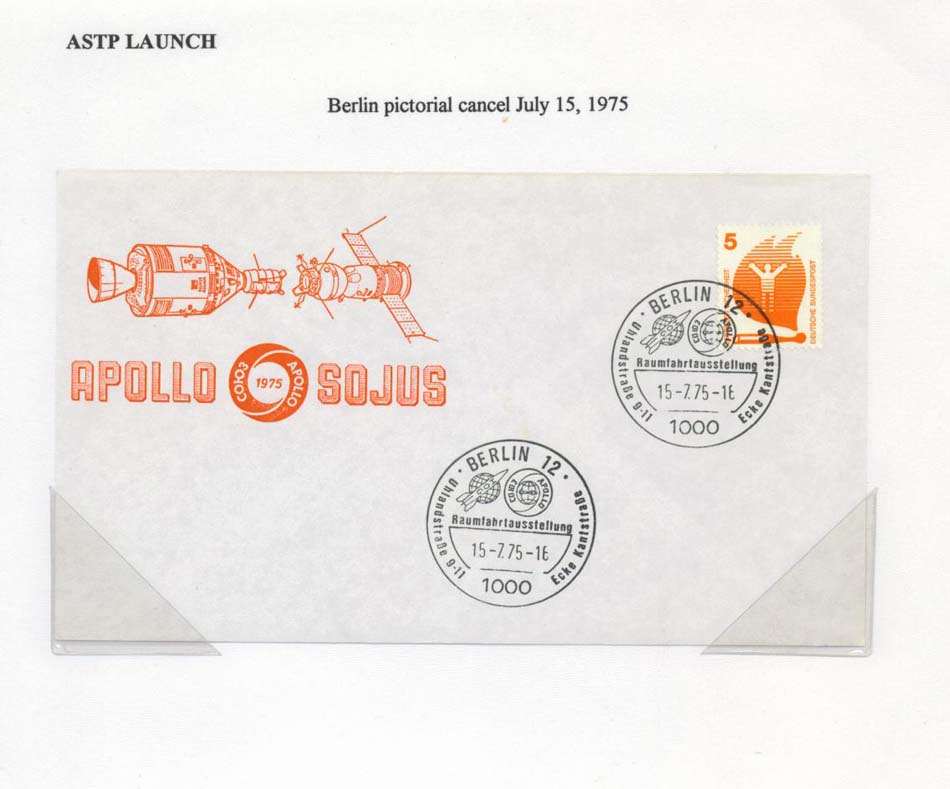 ASTP LAUNCH
Berlin pictorial cancel July 15, 1975
5
DEUTSCHE BUNDESPOST
BERLIN 12
СОЮЗ APOLLO
Raumfahrtausstellung
15-7.75-16
Uhlandstraße 9-11
Ecke Kantstraße
1000
APOLLO СОЮЗ 1975 APOLLO SOJUS
BERLIN 12
СОЮЗ APOLLO
Raumfahrtausstellung
15-7.75-16
Uhlandstraße 9-11
Ecke Kantstraße
1000